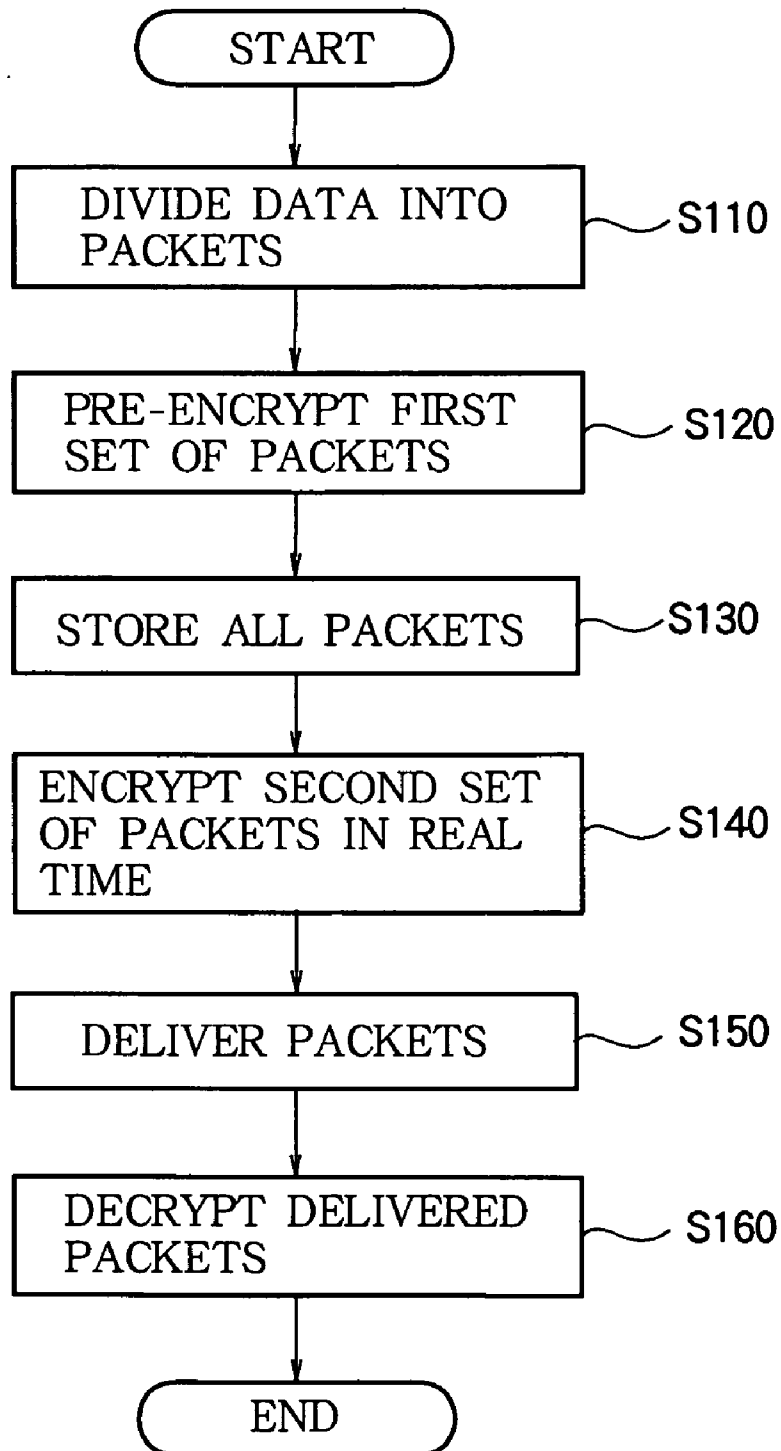 START
DIVIDE DATA INTO
PACKETS
S110
PRE-ENCRYPT FIRST
SET OF PACKETS
S120
STORE ALL PACKETS
S130
ENCRYPT SECOND SET
OF PACKETS IN REAL
TIME
S140
DELIVER PACKETS
S150
DECRYPT DELIVERED
PACKETS
S160
END